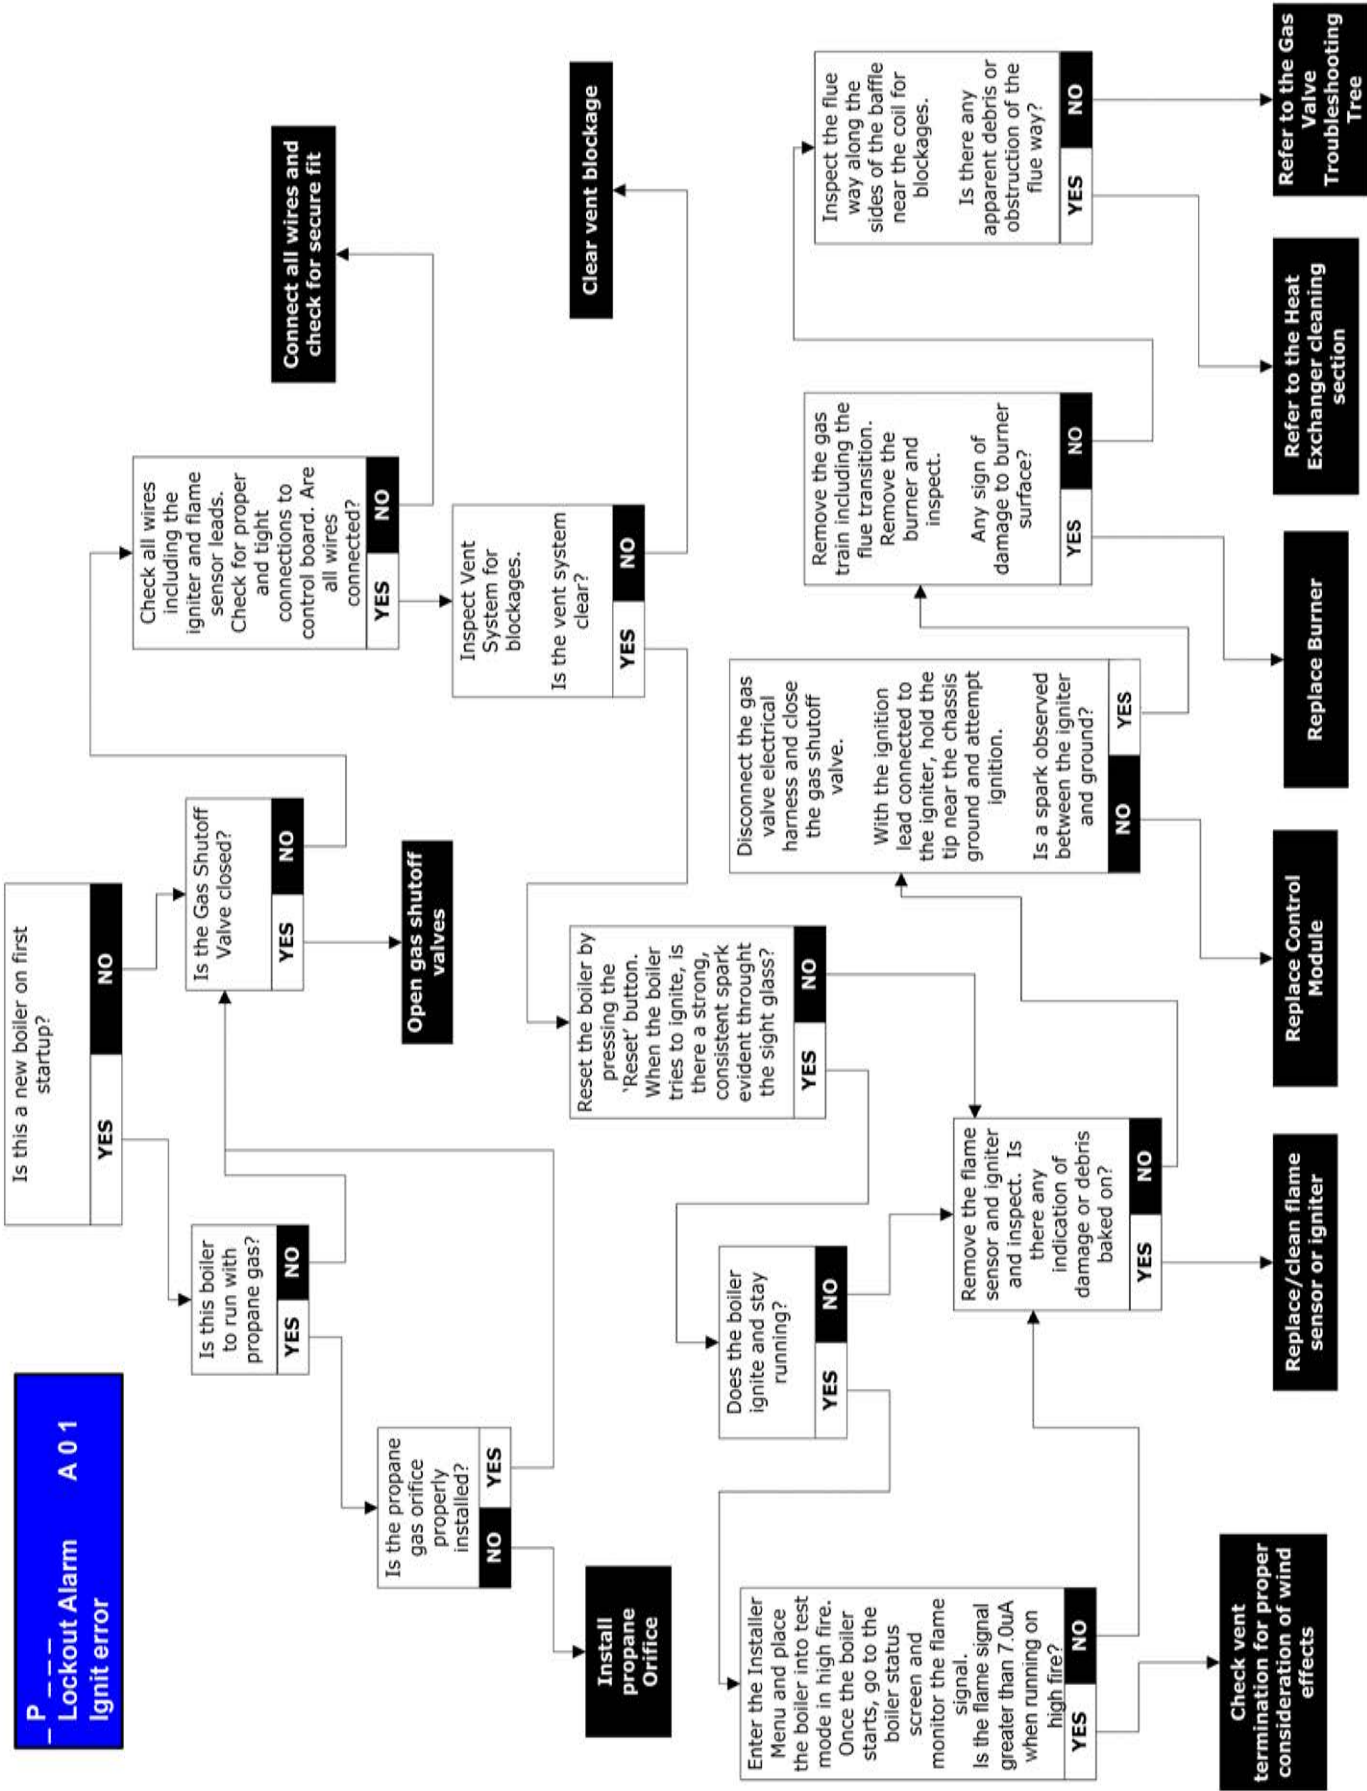 _ P _ _ _
Lockout Alarm A 0 1
Ignit error
Is this a new boiler on first
startup?
YES
NO
Is this boiler
to run with
propane gas?
YES
NO
Is the Gas Shutoff
Valve closed?
YES
NO
Check all wires
including the
igniter and flame
sensor leads.
Check for proper
and tight
connections to
control board. Are
all wires
connected?
YES
NO
Connect all wires and
check for secure fit
Is the propane
gas orifice
properly
installed?
NO
YES
Open gas shutoff
valves
Inspect Vent
System for
blockages.
Is the vent system
clear?
YES
NO
Clear vent blockage
Install
propane
Orifice
Reset the boiler by
pressing the
‘Reset’ button.
When the boiler
tries to ignite, is
there a strong,
consistent spark
evident throught
the sight glass?
YES
NO
Does the boiler
ignite and stay
running?
YES
NO
Enter the Installer
Menu and place
the boiler into test
mode in high fire.
Once the boiler
starts, go to the
boiler status
screen and
monitor the flame
signal.
Is the flame signal
greater than 7.0uA
when running on
high fire?
YES
NO
Remove the flame
sensor and igniter
and inspect. Is
there any
indication of
damage or debris
baked on?
YES
NO
Disconnect the gas
valve electrical
harness and close
the gas shutoff
valve.
With the ignition
lead connected to
the igniter, hold the
tip near the chassis
ground and attempt
ignition.
Is a spark observed
between the igniter
and ground?
NO
YES
Remove the gas
train including the
flue transition.
Remove the
burner and
inspect.
Any sign of
damage to burner
surface?
YES
NO
Inspect the flue
way along the
sides of the baffle
near the coil for
blockages.
Is there any
apparent debris or
obstruction of the
flue way?
YES
NO
Check vent
termination for proper
consideration of wind
effects
Replace/clean flame
sensor or igniter
Replace Control
Module
Replace Burner
Refer to the Heat
Exchanger cleaning
section
Refer to the Gas
Valve
Troubleshooting
Tree